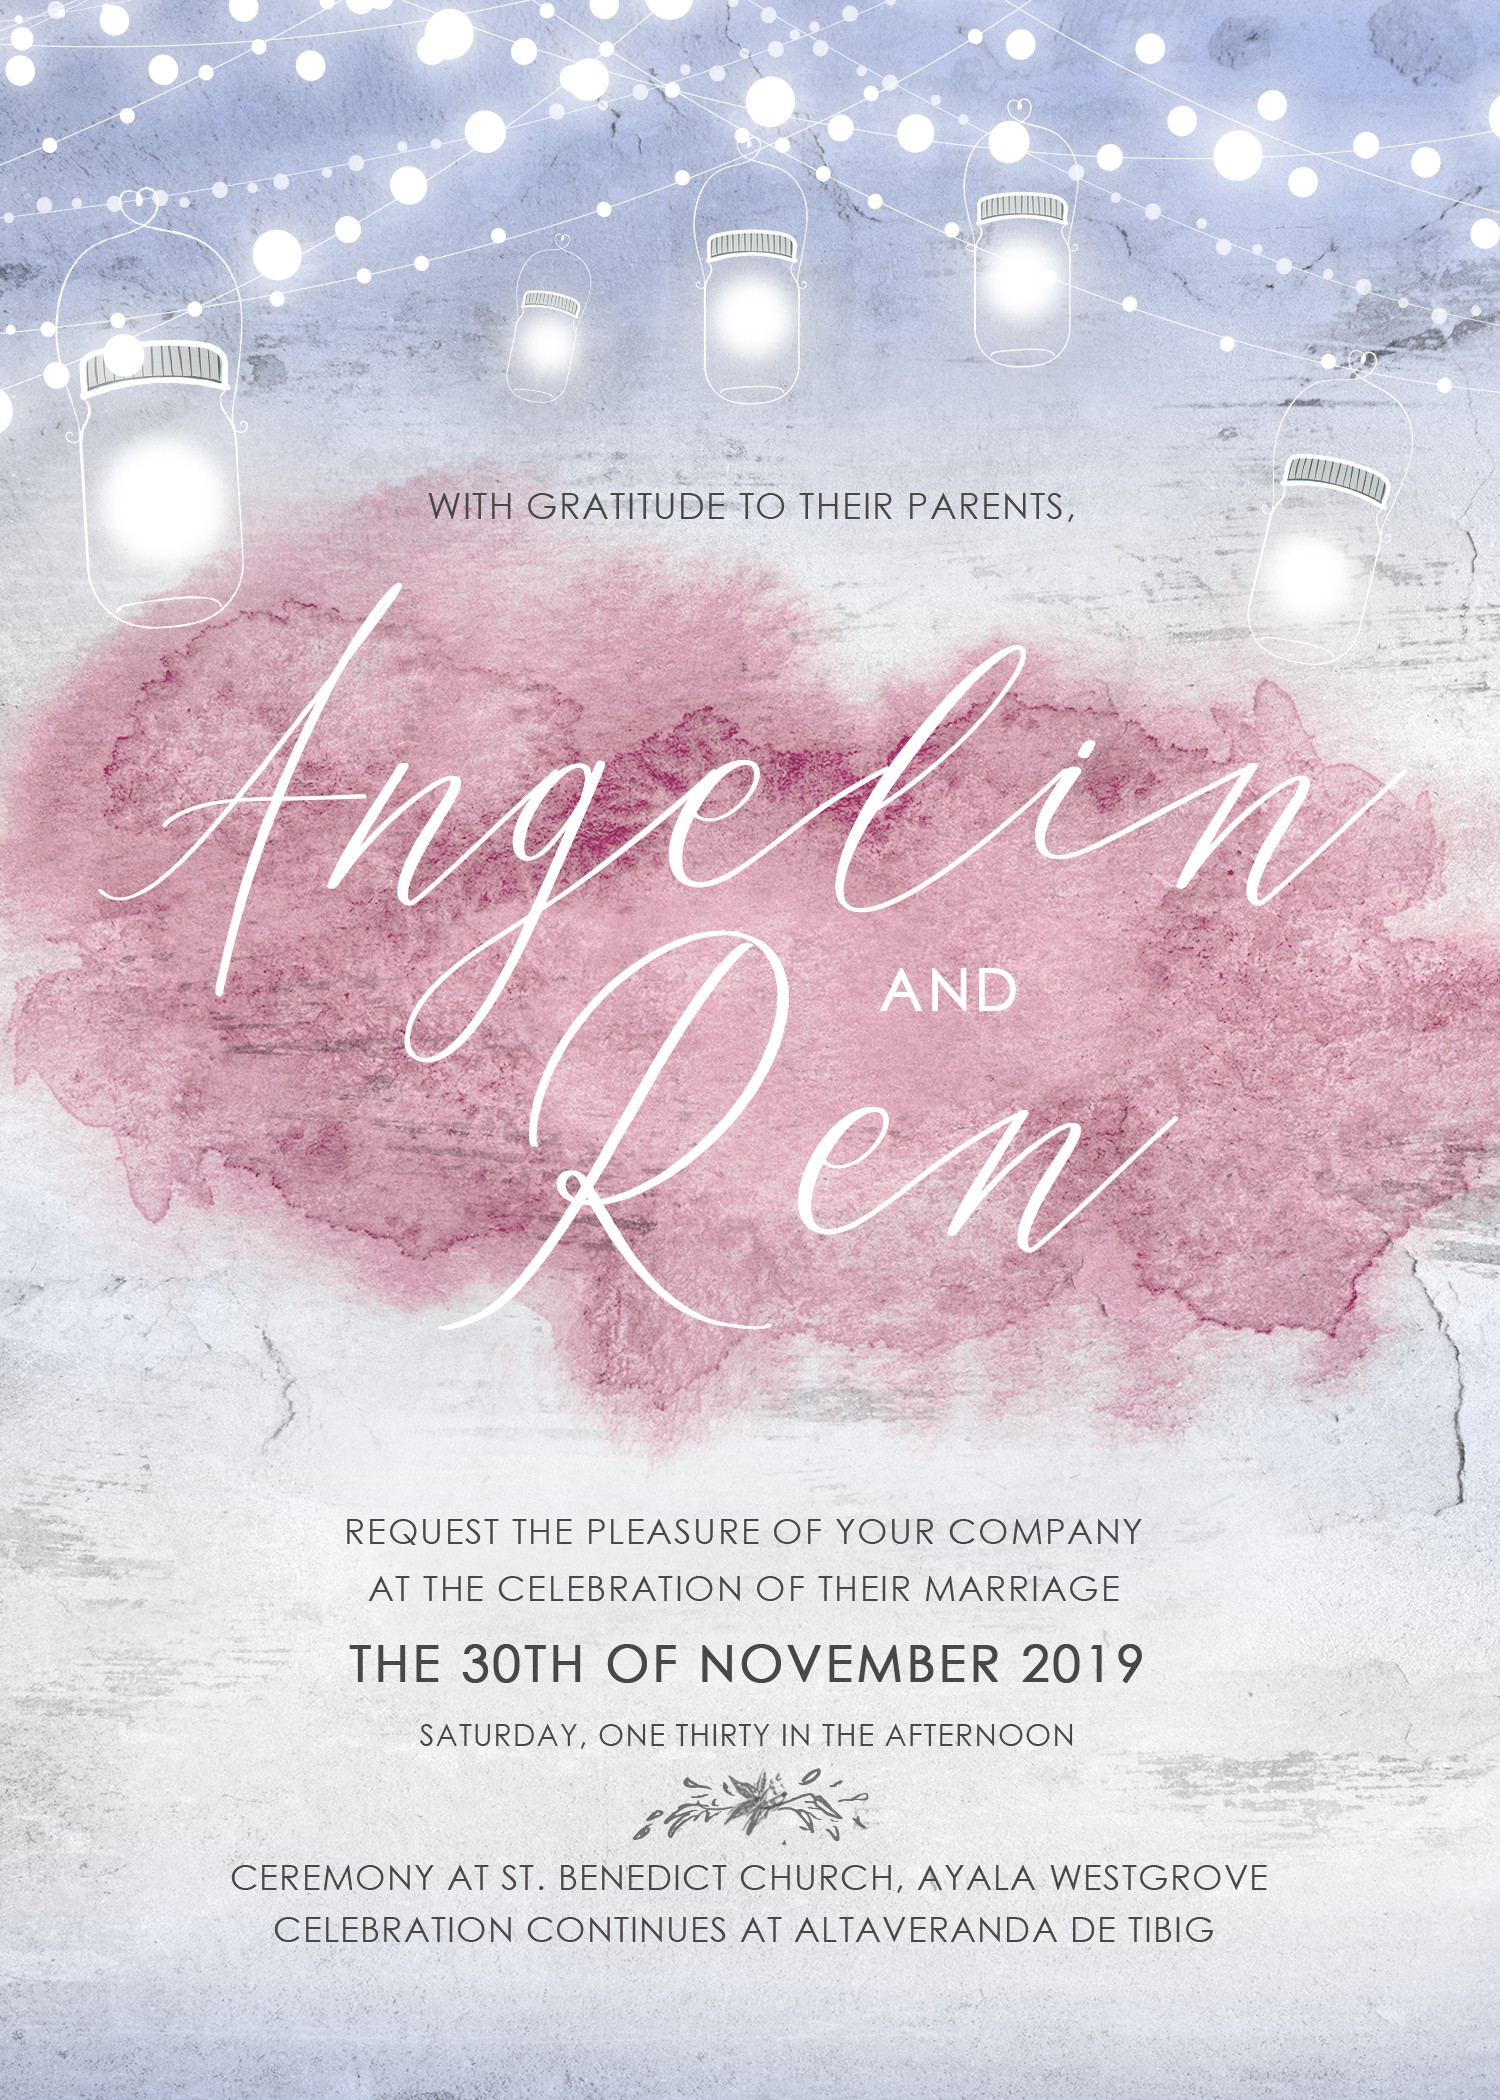 WITH GRATITUDE TO THEIR PARENTS,
Angelin
AND
Ren
REQUEST THE PLEASURE OF YOUR COMPANY
AT THE CELEBRATION OF THEIR MARRIAGE
THE 30TH OF NOVEMBER 2019
SATURDAY, ONE THIRTY IN THE AFTERNOON
CEREMONY AT ST. BENEDICT CHURCH, AYALA WESTGROVE
CELEBRATION CONTINUES AT ALTAVERANDA DE TIBIG